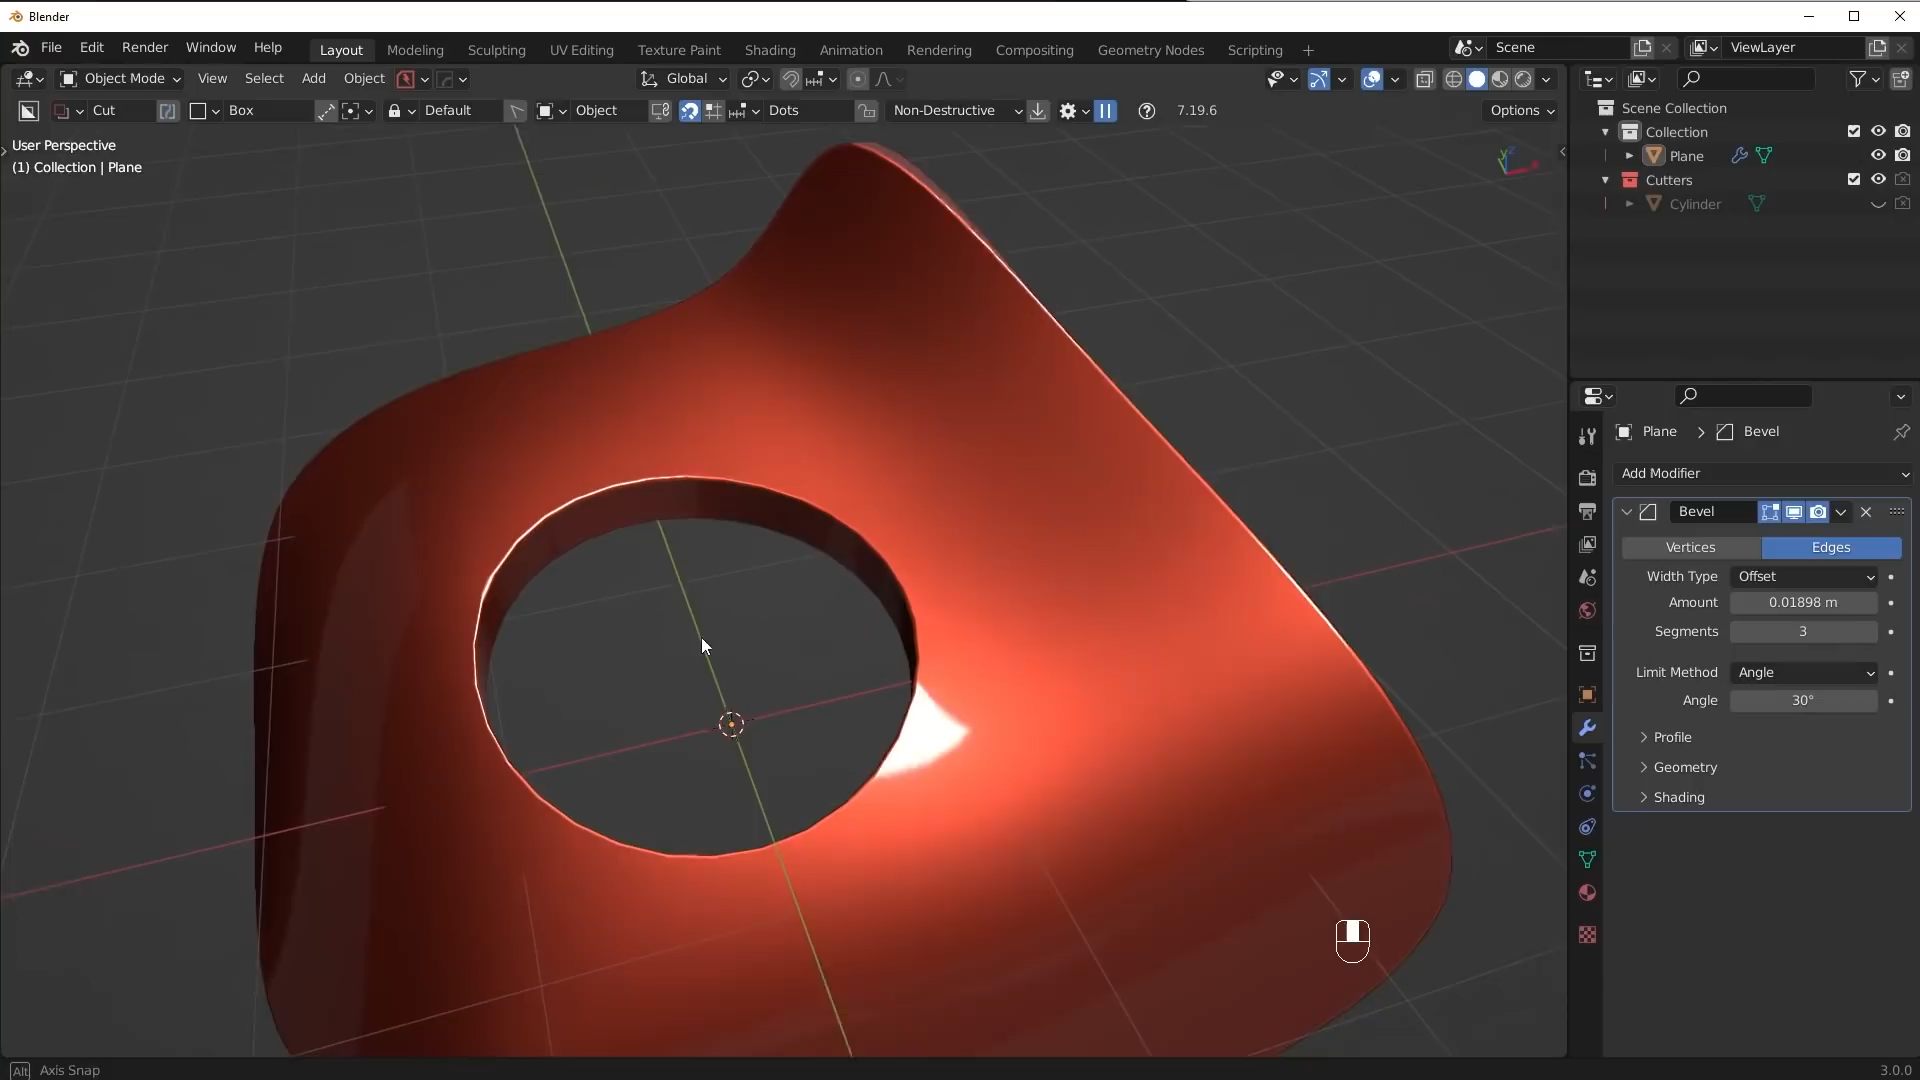 Blender
File Edit Render Window Help Layout Modeling Sculpting UV Editing Texture Paint Shading Animation Rendering Compositing Geometry Nodes Scripting + Scene ViewLayer
Object Mode View Select Add Object Global
Cut Box Default Object Dots Non-Destructive 7.19.6 Options
User Perspective
(1) Collection | Plane
Scene Collection
Collection
Plane
Cutters
Cylinder
Plane > Bevel
Add Modifier
Bevel
Vertices Edges
Width Type Offset
Amount 0.01898 m
Segments 3
Limit Method Angle
Angle 30°
Profile
Geometry
Shading
Alt Axis Snap 3.0.0